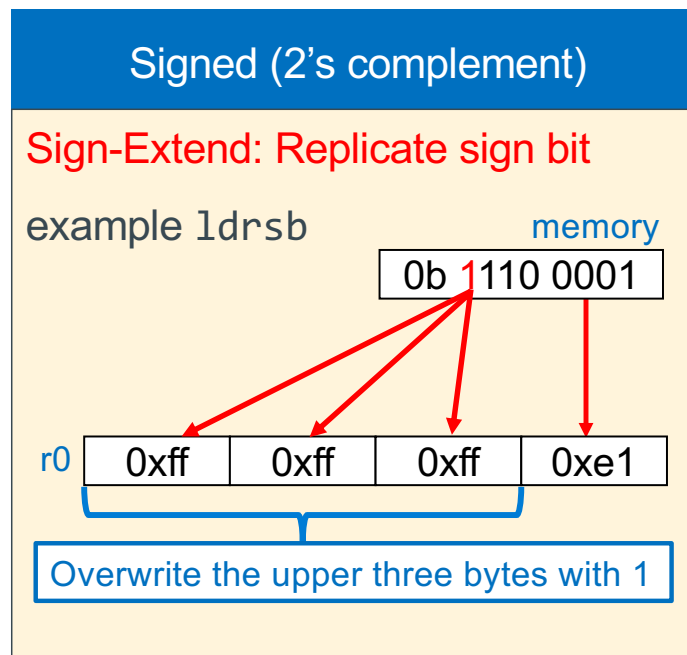 Signed (2's complement)
Sign-Extend: Replicate sign bit
example ldrsb
memory
0b 1110 0001
r0 0xff 0xff 0xff 0xe1
Overwrite the upper three bytes with 1